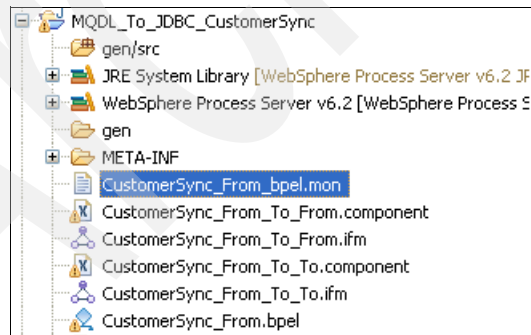 MQDL_To_JDBC_CustomerSync
gen/src
JRE System Library [WebSphere Process Server v6.2 JF
WebSphere Process Server v6.2 [WebSphere Process S
gen
META-INF
CustomerSync_From_bpel.mon
CustomerSync_From_To_From.component
CustomerSync_From_To_From.ifm
CustomerSync_From_To_To.component
CustomerSync_From_To_To.ifm
CustomerSync_From.bpel